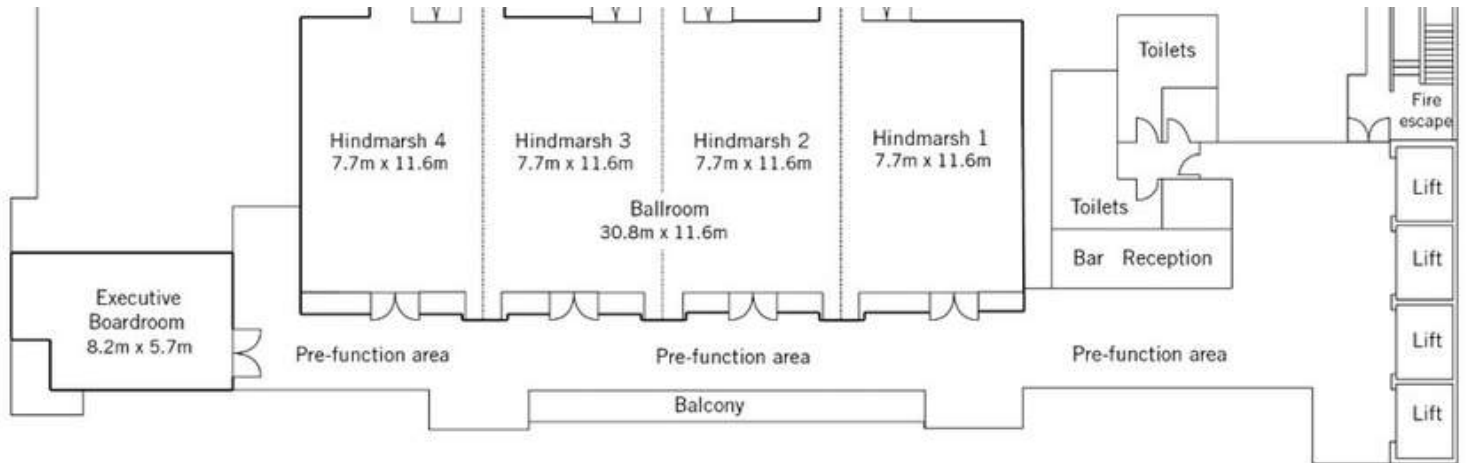 Toilets
Fire
escape
Hindmarsh 4
7.7m x 11.6m
Hindmarsh 3
7.7m x 11.6m
Hindmarsh 2
7.7m x 11.6m
Hindmarsh 1
7.7m x 11.6m
Lift
Ballroom
30.8m x 11.6m
Toilets
Bar Reception
Lift
Executive
Boardroom
8.2m x 5.7m
Pre-function area
Pre-function area
Pre-function area
Lift
Balcony
Lift